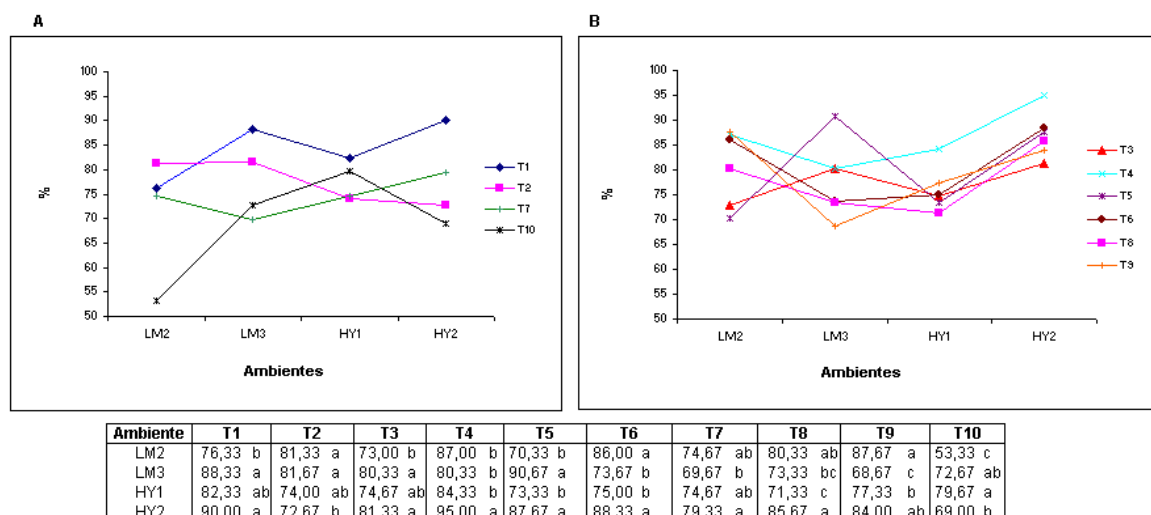 A
100
95
90
85
80
75
70
65
60
55
50
%
LM2 LM3 HY1 HY2
Ambientes
T1
T2
T7
T10
B
100
95
90
85
80
75
70
65
60
55
50
%
LM2 LM3 HY1 HY2
Ambientes
T3
T4
T5
T6
T8
T9
Ambiente T1 T2 T3 T4 T5 T6 T7 T8 T9 T10
LM2 76,33 b 81,33 a 73,00 b 87,00 b 70,33 b 86,00 a 74,67 ab 80,33 ab 87,67 a 53,33 c
LM3 88,33 a 81,67 a 80,33 a 80,33 b 90,67 a 73,67 b 69,67 b 73,33 bc 68,67 c 72,67 ab
HY1 82,33 ab 74,00 ab 74,67 ab 84,33 b 73,33 b 75,00 b 74,67 ab 71,33 c 77,33 b 79,67 a
HY2 90,00 a 72,67 b 81,33 a 95,00 a 87,67 a 88,33 a 79,33 a 85,67 a 84,00 ab 69,00 b